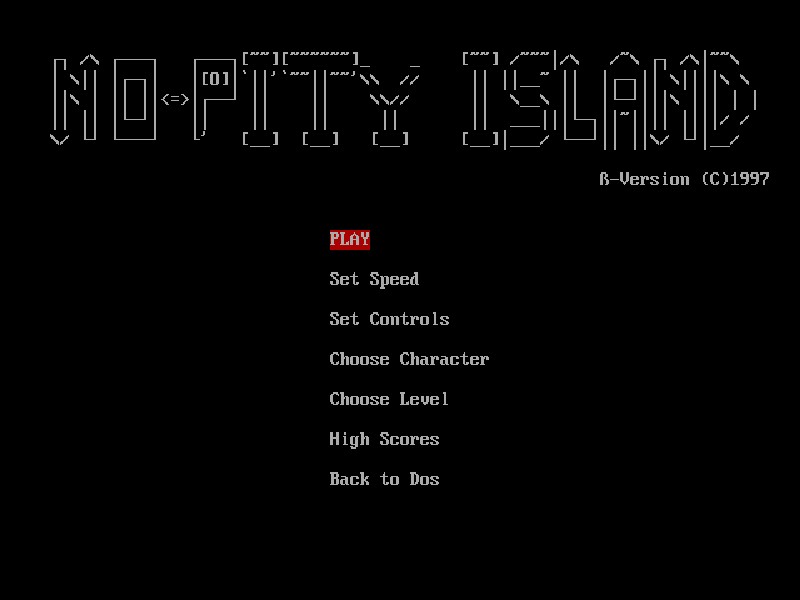 NO-PITY ISLAND
ß-Version (C)1997
PLAY
Set Speed
Set Controls
Choose Character
Choose Level
High Scores
Back to Dos